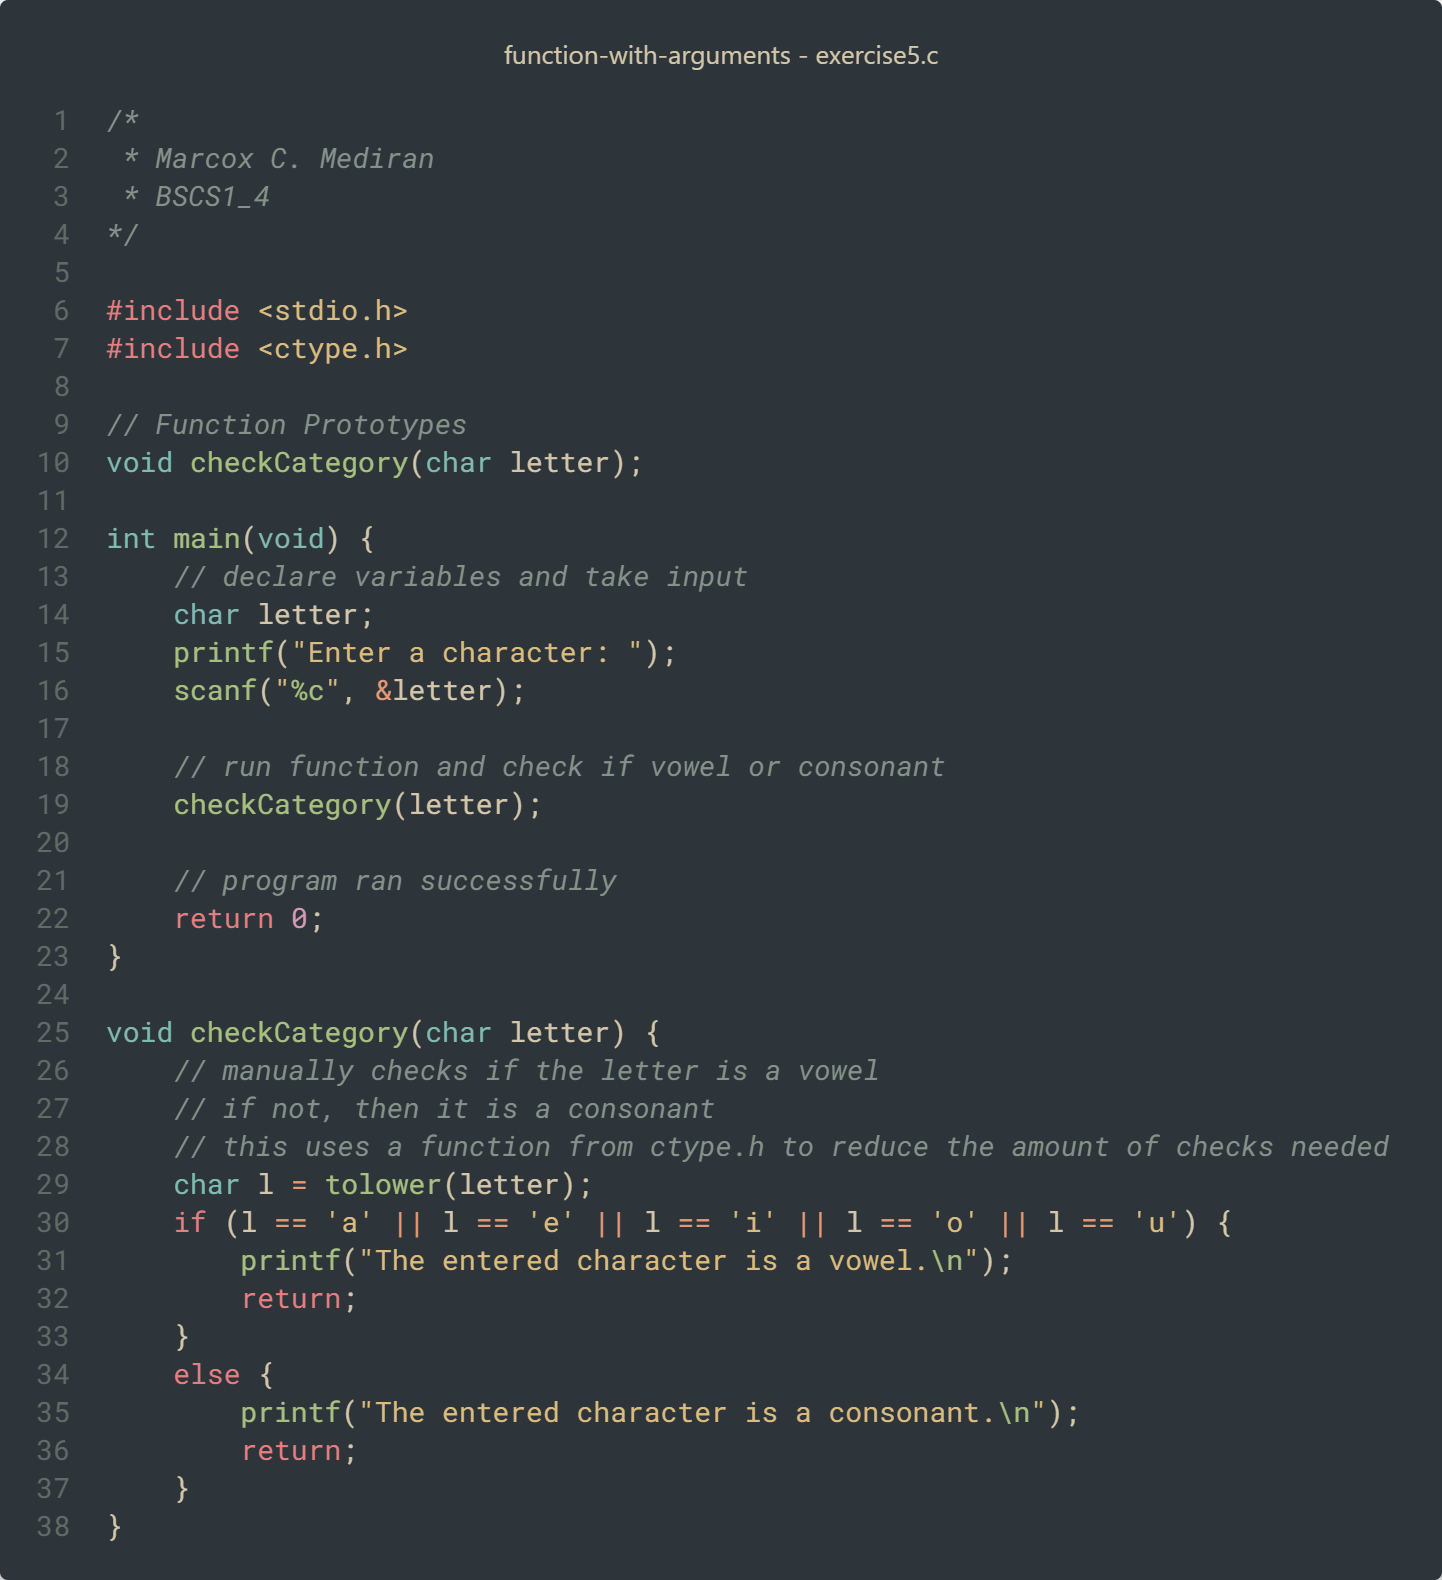 function-with-arguments - exercise5.c
1 /*
2  * Marcox C. Mediran
3  * BSCS1_4
4 */
5
6 #include <stdio.h>
7 #include <ctype.h>
8
9 // Function Prototypes
10 void checkCategory(char letter);
11
12 int main(void) {
13     // declare variables and take input
14     char letter;
15     printf("Enter a character: ");
16     scanf("%c", &letter);
17
18     // run function and check if vowel or consonant
19     checkCategory(letter);
20
21     // program ran successfully
22     return 0;
23 }
24
25 void checkCategory(char letter) {
26     // manually checks if the letter is a vowel
27     // if not, then it is a consonant
28     // this uses a function from ctype.h to reduce the amount of checks needed
29     char l = tolower(letter);
30     if (l == 'a' || l == 'e' || l == 'i' || l == 'o' || l == 'u') {
31         printf("The entered character is a vowel.\n");
32         return;
33     }
34     else {
35         printf("The entered character is a consonant.\n");
36         return;
37     }
38 }